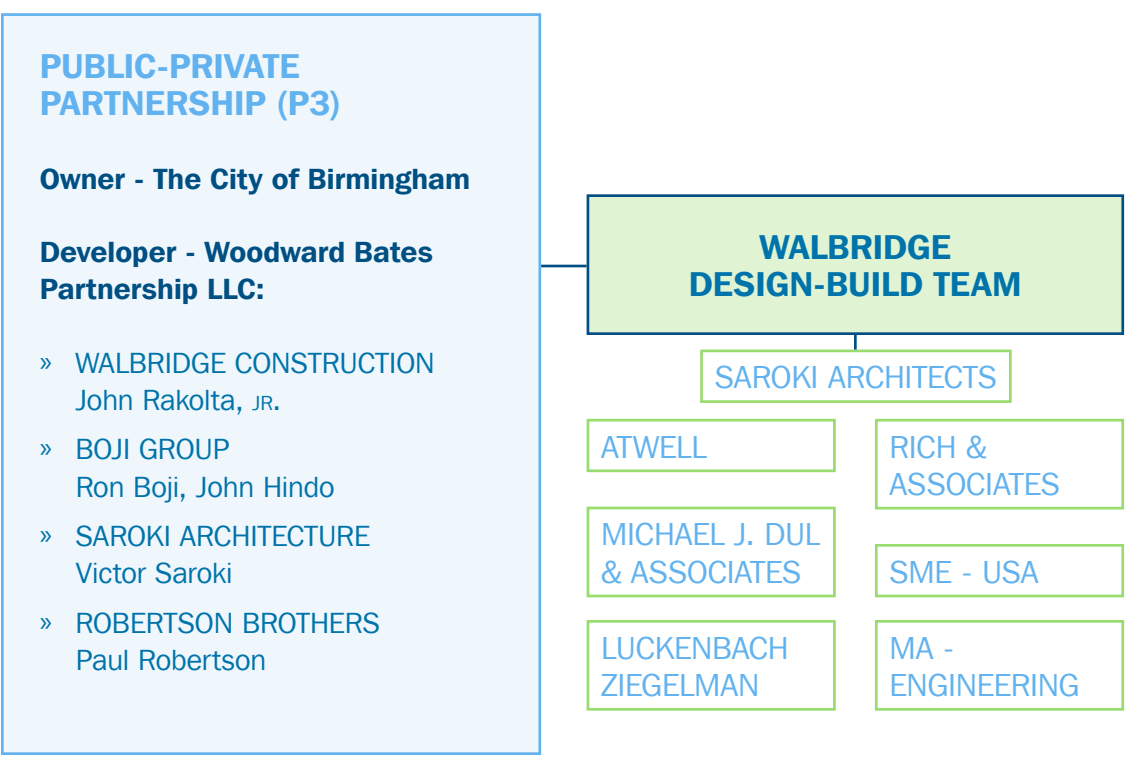 PUBLIC-PRIVATE
PARTNERSHIP (P3)
Owner - The City of Birmingham
Developer - Woodward Bates
Partnership LLC:
» WALBRIDGE CONSTRUCTION
John Rakolta, JR.
» BOJI GROUP
Ron Boji, John Hindo
» SAROKI ARCHITECTURE
Victor Saroki
» ROBERTSON BROTHERS
Paul Robertson
WALBRIDGE
DESIGN-BUILD TEAM
SAROKI ARCHITECTS
ATWELL
RICH &
ASSOCIATES
MICHAEL J. DUL
& ASSOCIATES
SME - USA
LUCKENBACH
ZIEGELMAN
MA -
ENGINEERING